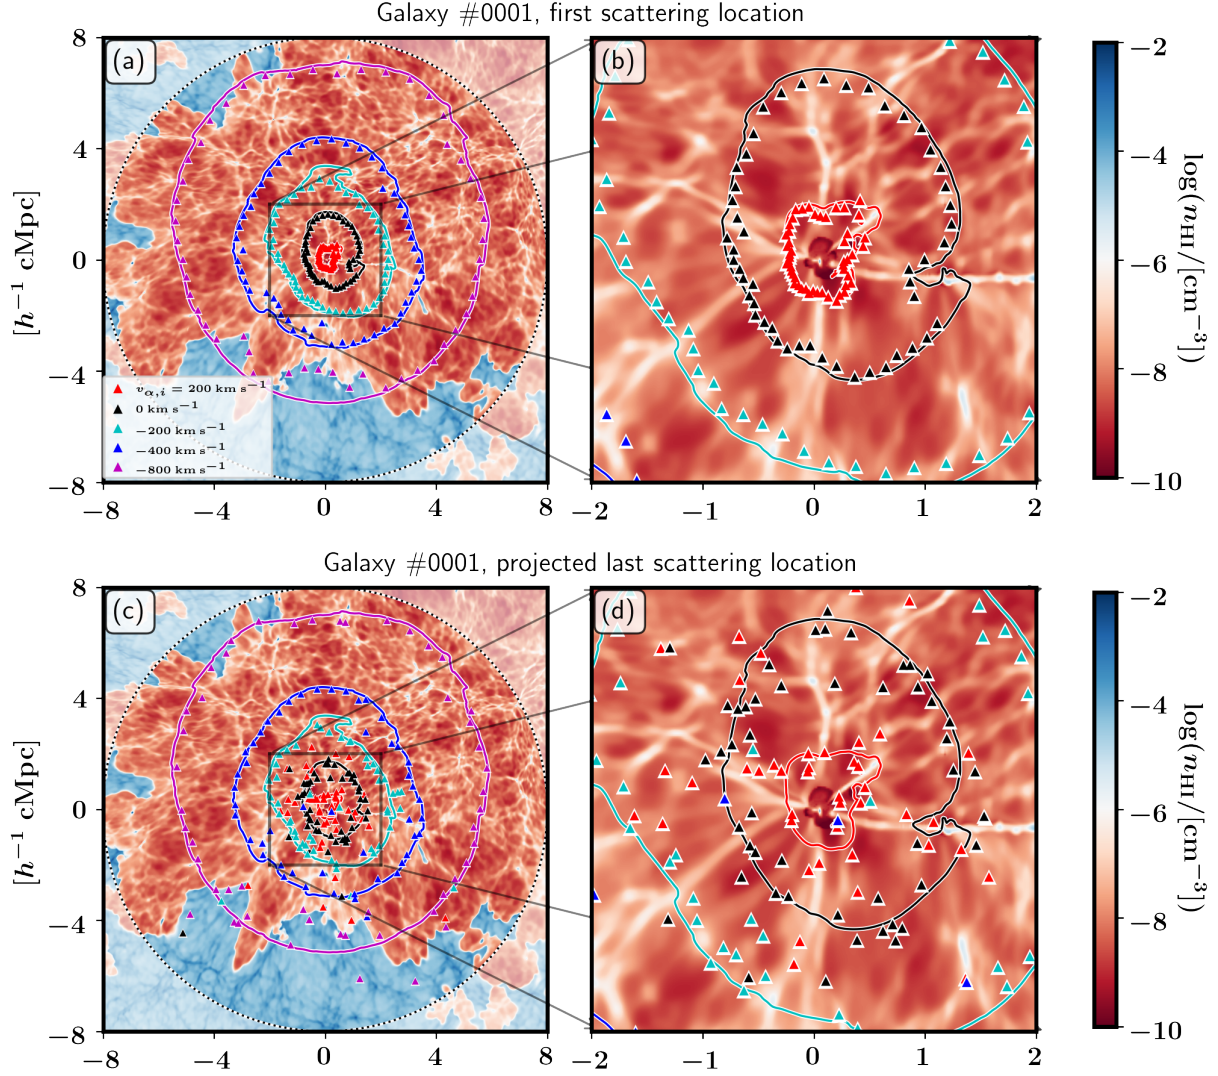 Galaxy #0001, first scattering location
(a)
(b)
8
4
0
−4
−8
[h⁻¹ cMpc]
v_{α,i} = 200 km s⁻¹
0 km s⁻¹
−200 km s⁻¹
−400 km s⁻¹
−800 km s⁻¹
−8 −4 0 4 8
−2 −1 0 1 2
−2
−4
−6
−8
−10
log(n_HI/[cm⁻³])
Galaxy #0001, projected last scattering location
(c)
(d)
8
4
0
−4
−8
[h⁻¹ cMpc]
−8 −4 0 4 8
−2 −1 0 1 2
−2
−4
−6
−8
−10
log(n_HI/[cm⁻³])